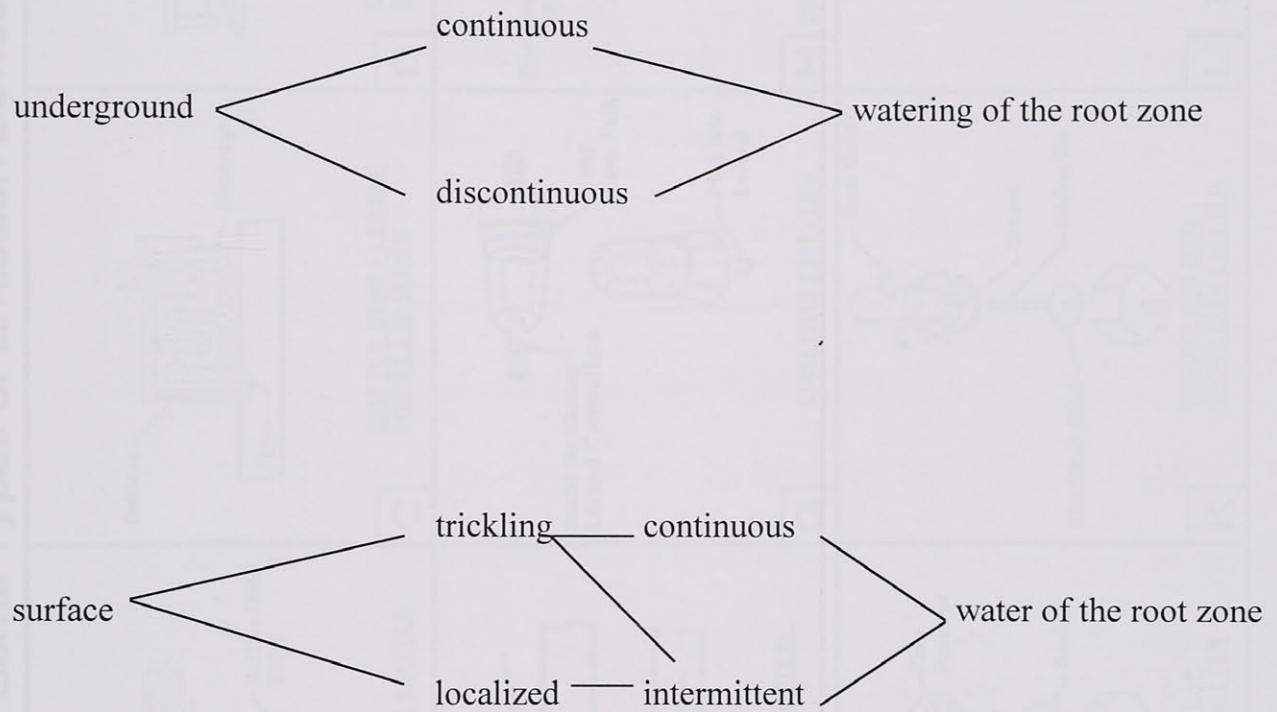 continuous
underground
watering of the root zone
discontinuous
trickling
continuous
surface
water of the root zone
localized
intermittent